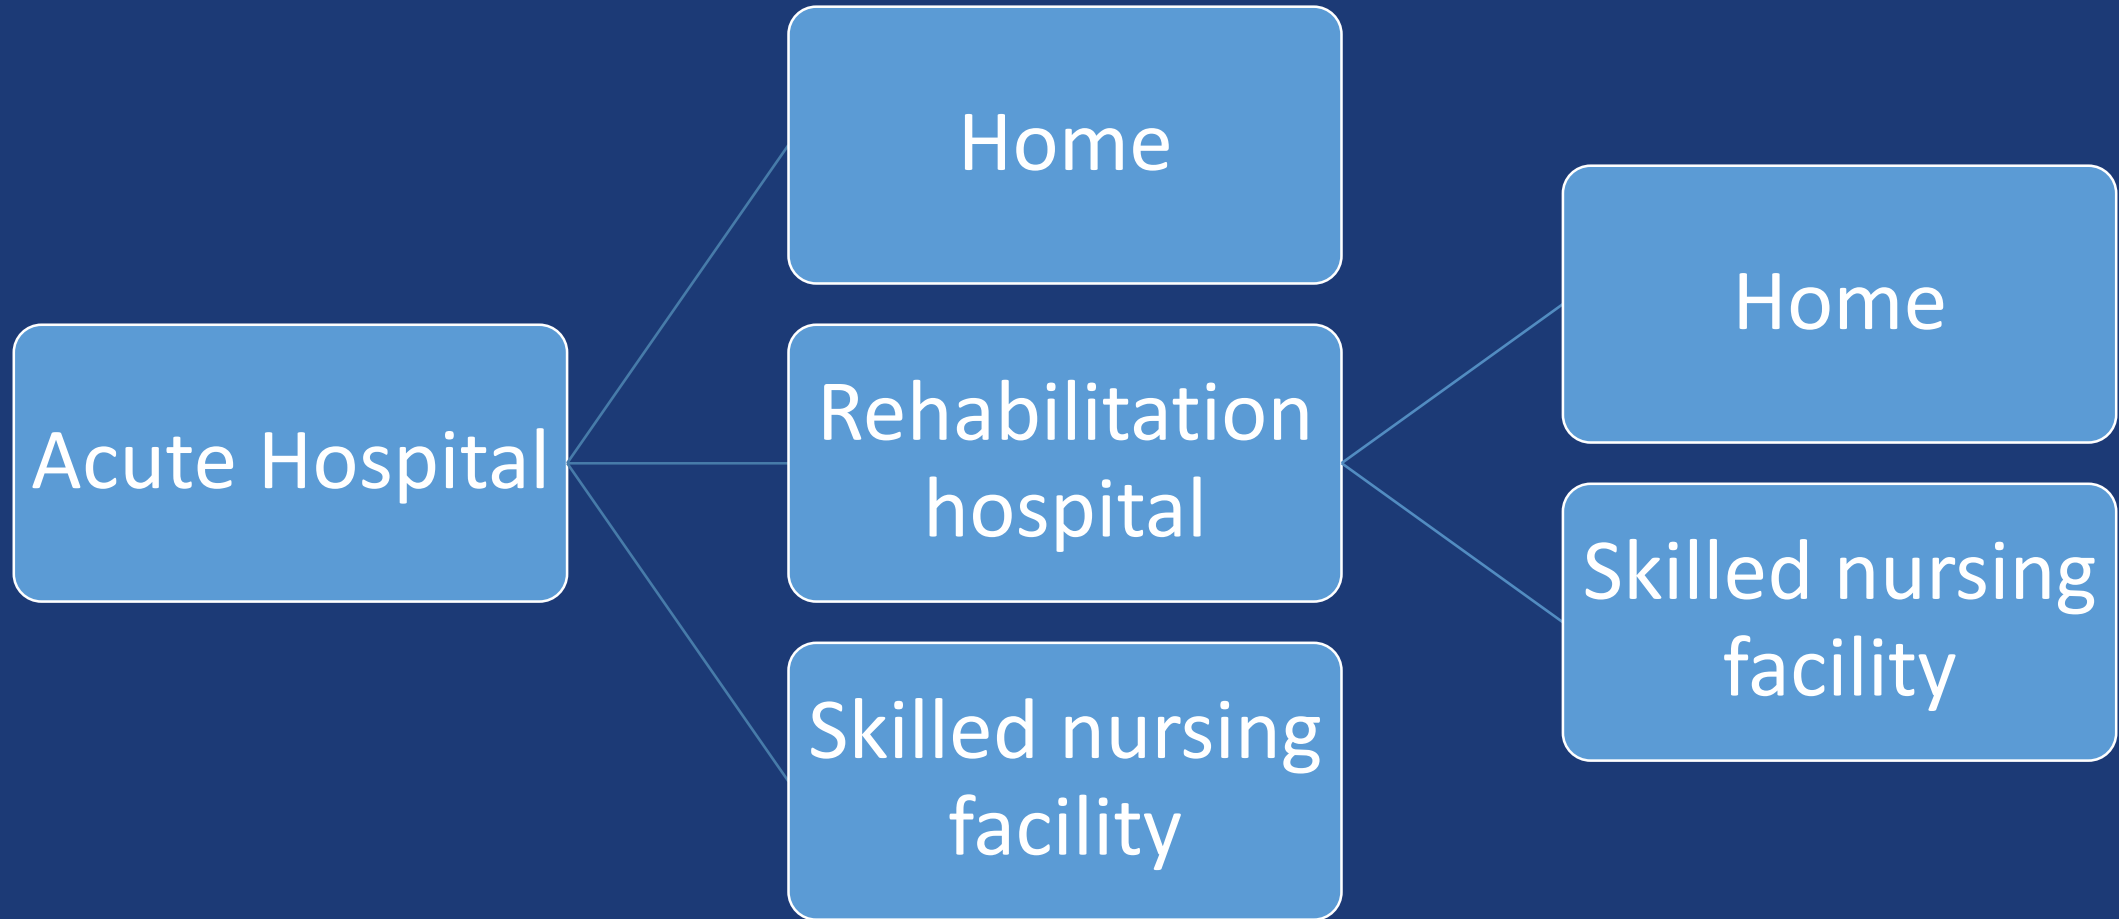 Acute Hospital
Home
Rehabilitation
hospital
Skilled nursing
facility
Home
Skilled nursing
facility